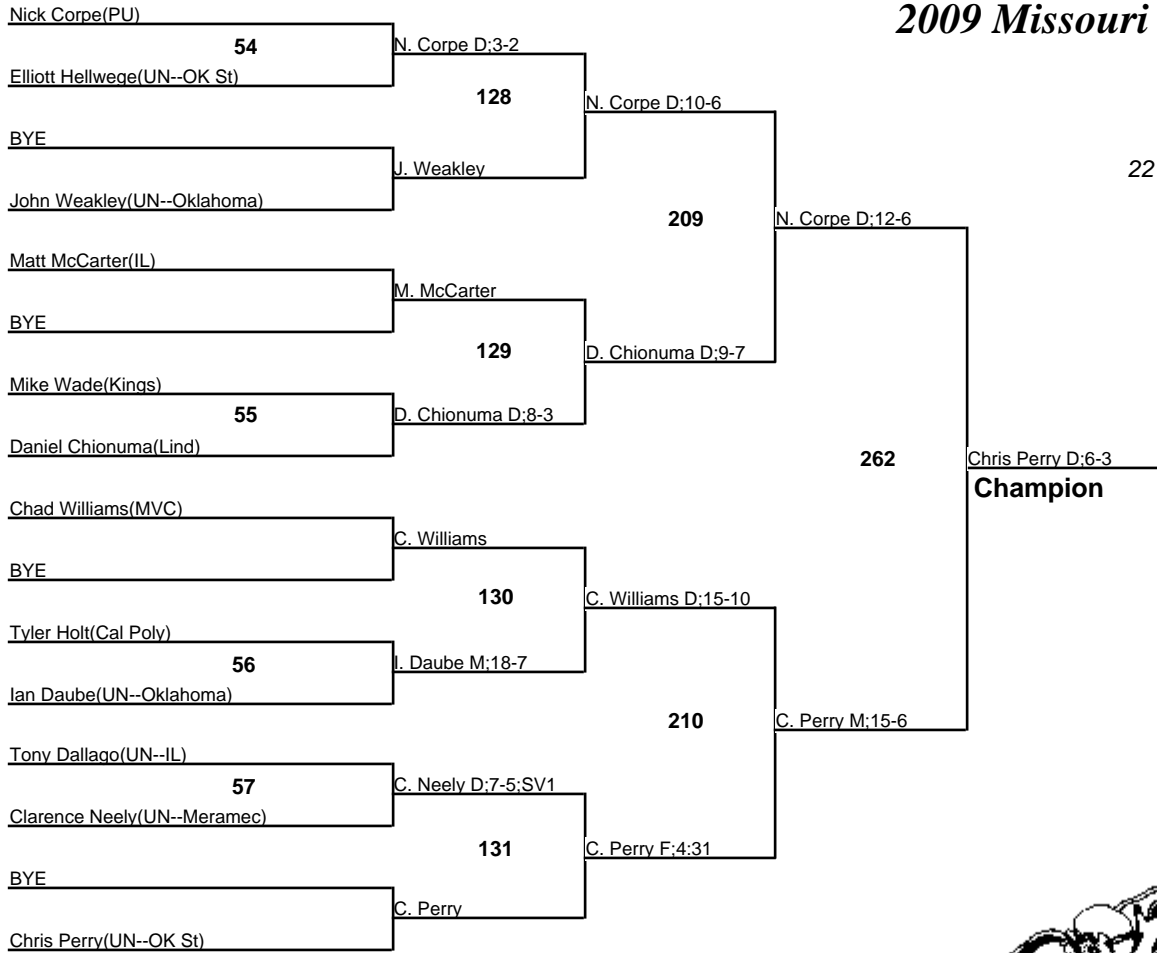 2009 Missouri
22
Nick Corpe(PU)
54
Elliott Hellwege(UN--OK St)
N. Corpe D;3-2
128
BYE
John Weakley(UN--Oklahoma)
J. Weakley
N. Corpe D;10-6
209
Matt McCarter(IL)
BYE
M. McCarter
129
Mike Wade(Kings)
55
Daniel Chionuma(Lind)
D. Chionuma D;8-3
D. Chionuma D;9-7
N. Corpe D;12-6
262
Chris Perry D;6-3
Champion
Chad Williams(MVC)
BYE
C. Williams
130
Tyler Holt(Cal Poly)
56
Ian Daube(UN--Oklahoma)
I. Daube M;18-7
C. Williams D;15-10
210
C. Perry M;15-6
Tony Dallago(UN--IL)
57
Clarence Neely(UN--Meramec)
C. Neely D;7-5;SV1
131
BYE
Chris Perry(UN--OK St)
C. Perry
C. Perry F;4:31